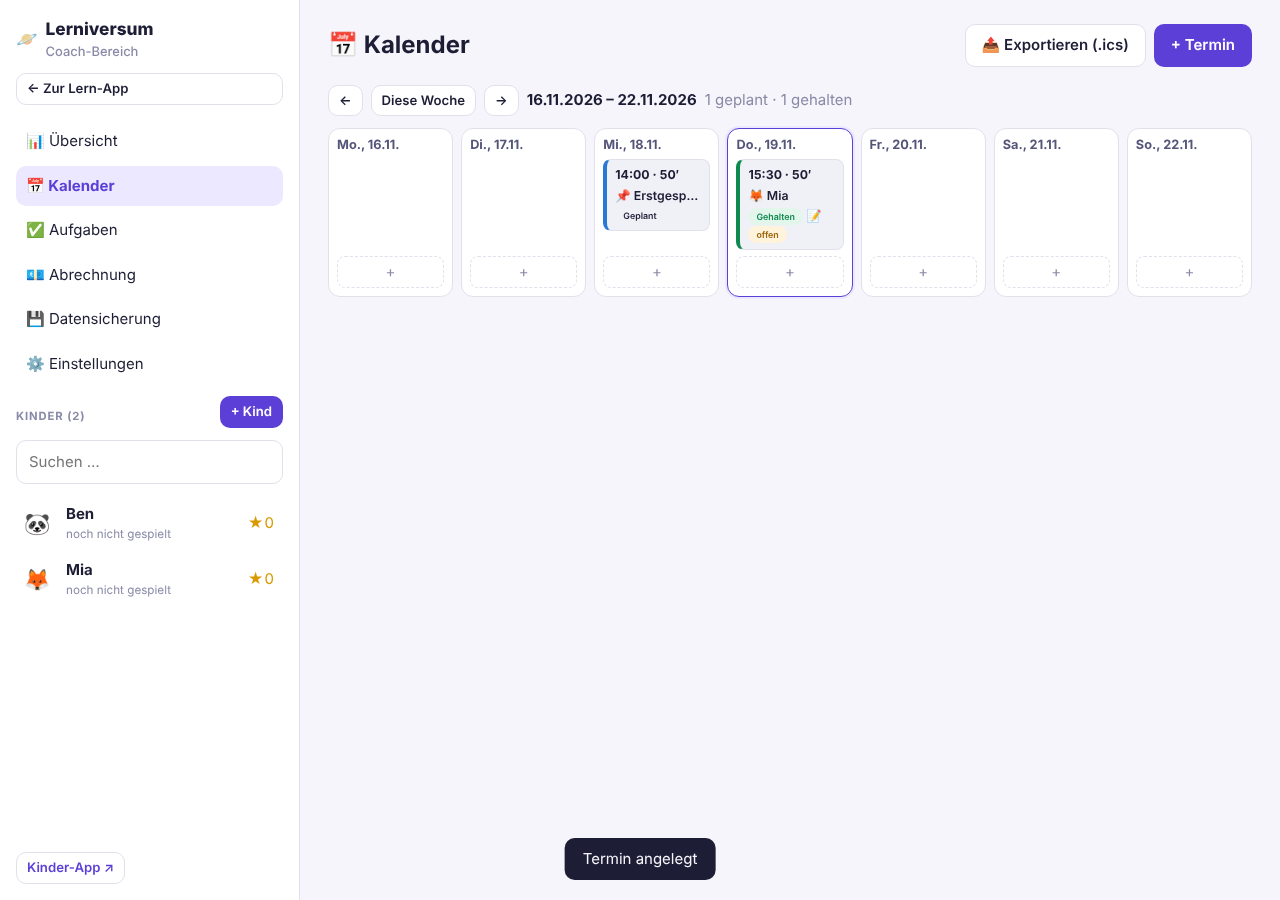 Lerniversum
Coach-Bereich
← Zur Lern-App
Übersicht
Kalender
Aufgaben
Abrechnung
Datensicherung
Einstellungen
KINDER (2)
+ Kind
Suchen …
Ben
noch nicht gespielt
★ 0
Mia
noch nicht gespielt
★ 0
Kinder-App ↗
Kalender
Exportieren (.ics)
+ Termin
←
Diese Woche
→
16.11.2026 – 22.11.2026
1 geplant · 1 gehalten
Mo., 16.11.
+
Di., 17.11.
+
Mi., 18.11.
14:00 · 50′
Erstgesp…
Geplant
+
Do., 19.11.
15:30 · 50′
Mia
Gehalten
offen
+
Fr., 20.11.
+
Sa., 21.11.
+
So., 22.11.
+
Termin angelegt